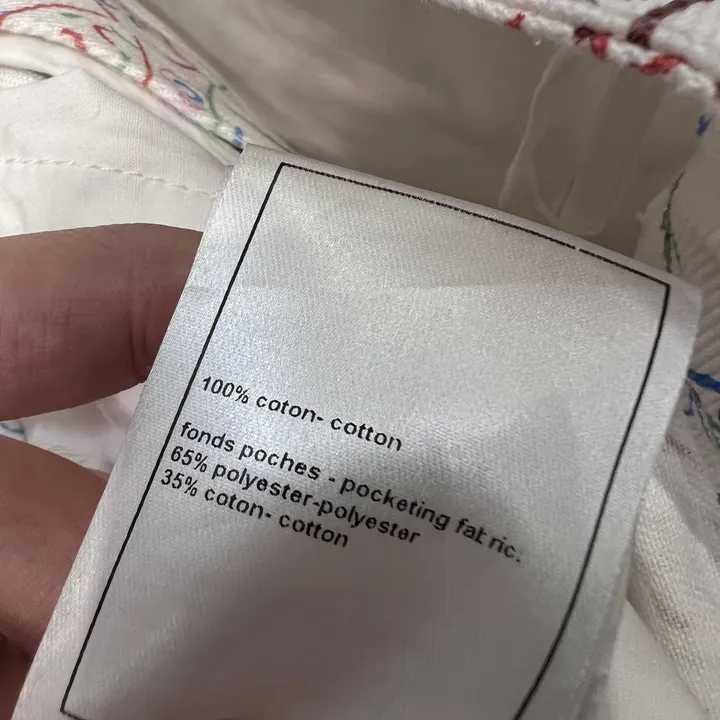 100% coton- cotton
fonds poches - pocketing fabric:
65% polyester-polyester
35% coton- cotton